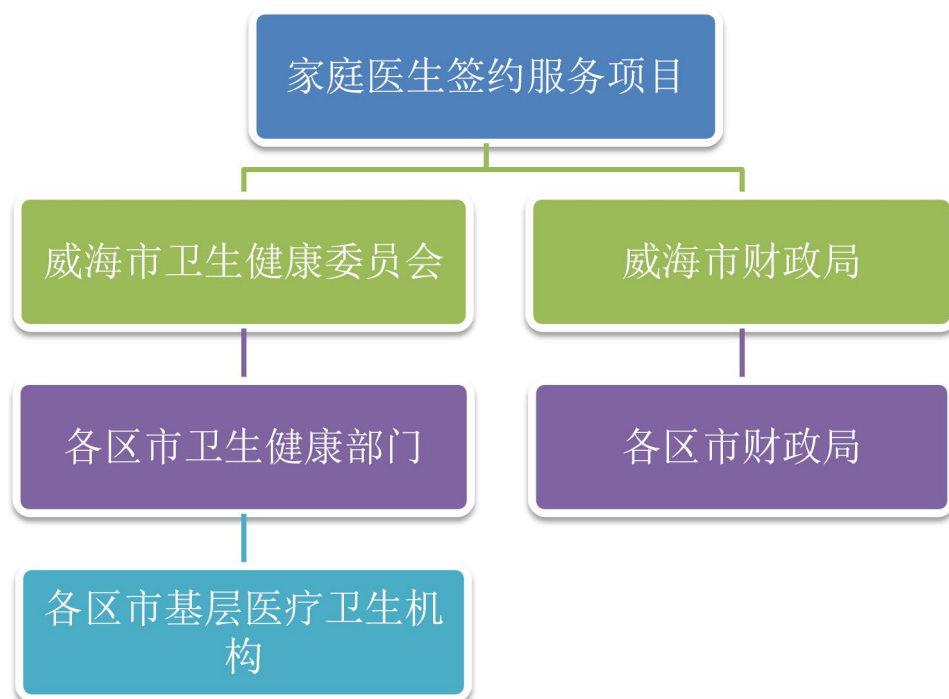 家庭医生签约服务项目
威海市卫生健康委员会
威海市财政局
各区市卫生健康部门
各区市财政局
各区市基层医疗卫生机
构